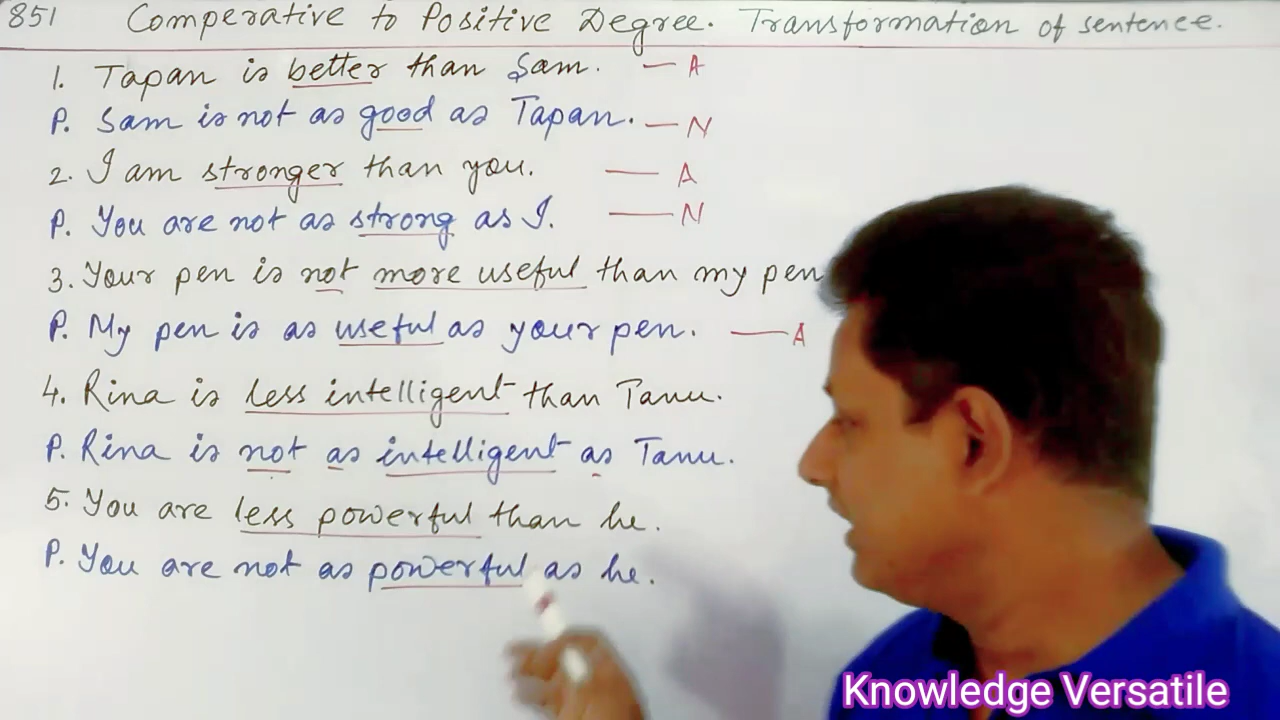 851 Comperative to Positive Degree. Transformation of sentence.
1. Tapan is better than Sam. — A
P. Sam is not as good as Tapan. — N
2. I am stronger than you. — A
P. You are not as strong as I. — N
3. Your pen is not more useful than my pen
P. My pen is as useful as your pen. — A
4. Rina is less intelligent than Tanu.
P. Rina is not as intelligent as Tanu.
5. You are less powerful than he.
P. You are not as powerful as he.
Knowledge Versatile